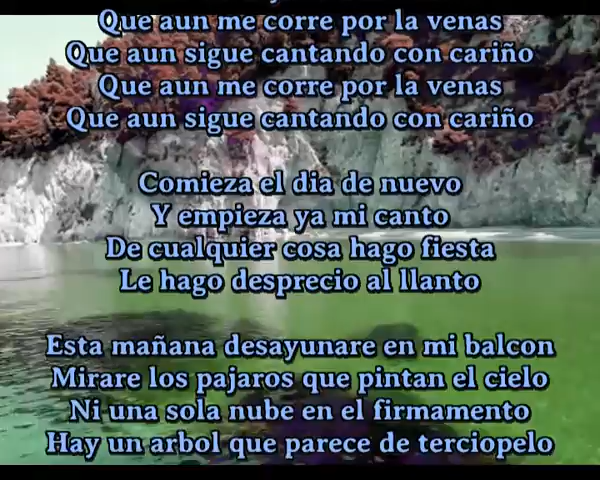 Que aun me corre por la venas
Que aun sigue cantando con cariño
Que aun me corre por la venas
Que aun sigue cantando con cariño
Comieza el dia de nuevo
Y empieza ya mi canto
De cualquier cosa hago fiesta
Le hago desprecio al llanto
Esta mañana desayunare en mi balcon
Mirare los pajaros que pintan el cielo
Ni una sola nube en el firmamento
Hay un arbol que parece de terciopelo